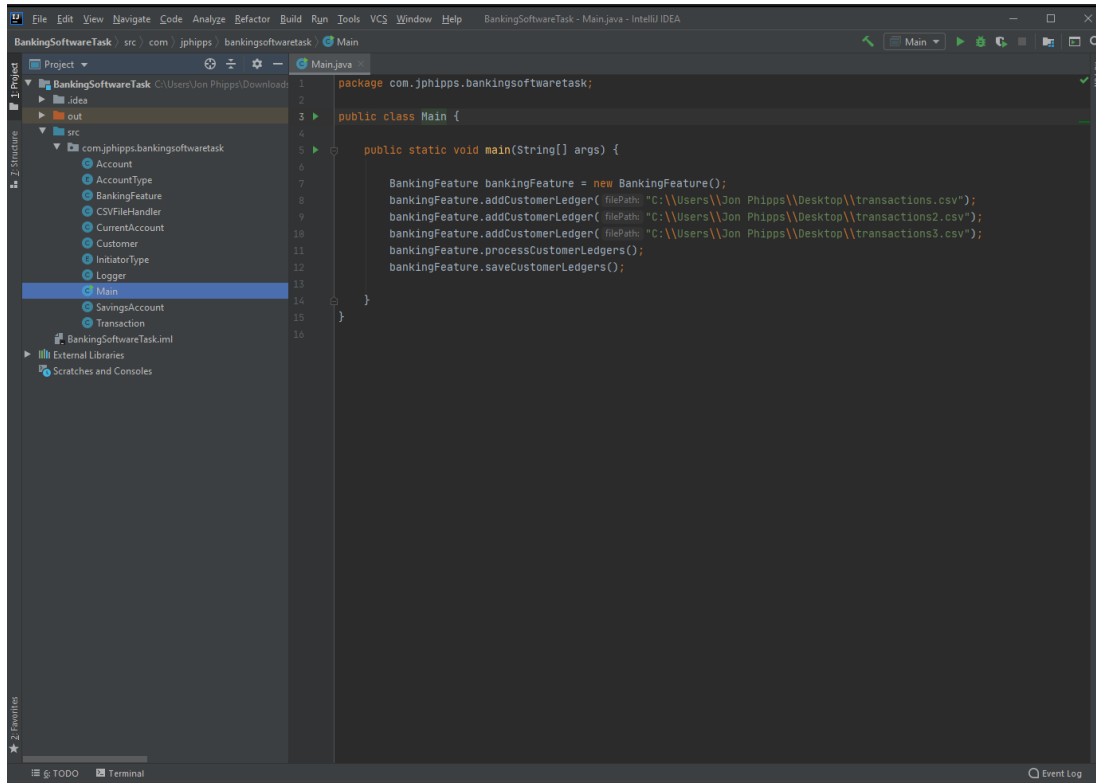 File Edit View Navigate Code Analyze Refactor Build Run Tools VCS Window Help BankingSoftwareTask - Main.java - IntelliJ IDEA
BankingSoftwareTask src com jphipps bankingsoftwaretask Main Main
1: Project
Project
Main.java
BankingSoftwareTask C:\Users\Jon Phipps\Download
.idea
out
src
com.jphipps.bankingsoftwaretask
Account
AccountType
BankingFeature
CSVFileHandler
CurrentAccount
Customer
InitiatorType
Logger
Main
SavingsAccount
Transaction
BankingSoftwareTask.iml
External Libraries
Scratches and Consoles
Z: Structure
2: Favorites
1 package com.jphipps.bankingsoftwaretask;
2
3 public class Main {
4
5 public static void main(String[] args) {
6
7 BankingFeature bankingFeature = new BankingFeature();
8 bankingFeature.addCustomerLedger( filePath: "C:\\Users\\Jon Phipps\\Desktop\\transactions.csv");
9 bankingFeature.addCustomerLedger( filePath: "C:\\Users\\Jon Phipps\\Desktop\\transactions2.csv");
10 bankingFeature.addCustomerLedger( filePath: "C:\\Users\\Jon Phipps\\Desktop\\transactions3.csv");
11 bankingFeature.processCustomerLedgers();
12 bankingFeature.saveCustomerLedgers();
13
14 }
15 }
16
6: TODO Terminal Event Log